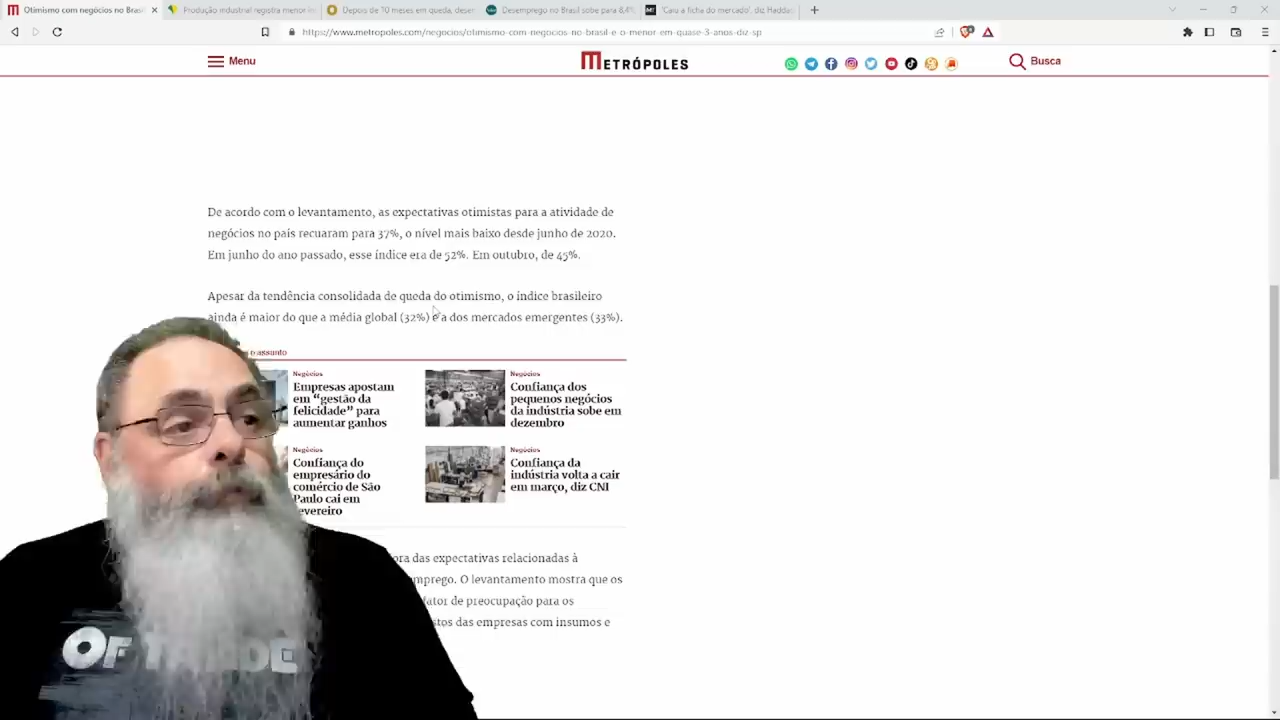 Otimismo com negócios no Brasi
Produção industrial registra menor
Depois de 10 meses em queda, deser
Desemprego no Brasil sobe para 8,4%
'Caiu a ficha do mercado', diz Hadda
https://www.metropoles.com/negocios/otimismo-com-negocios-no-brasil-e-o-menor-em-quase-3-anos-diz-sp
Menu
METRÓPOLES
Busca
De acordo com o levantamento, as expectativas otimistas para a atividade de
negócios no país recuaram para 37%, o nível mais baixo desde junho de 2020.
Em junho do ano passado, esse índice era de 52%. Em outubro, de 45%.
Apesar da tendência consolidada de queda do otimismo, o índice brasileiro
ainda é maior do que a média global (32%) e a dos mercados emergentes (33%).
o assunto
Negócios
Empresas apostam
em “gestão da
felicidade” para
aumentar ganhos
Negócios
Confiança dos
pequenos negócios
da indústria sobe em
dezembro
Negócios
Confiança do
empresário do
comércio de São
Paulo cai em
fevereiro
Negócios
Confiança da
indústria volta a cair
em março, diz CNI
ora das expectativas relacionadas à
mprego. O levantamento mostra que os
fator de preocupação para os
stos das empresas com insumos e
OF TRADE